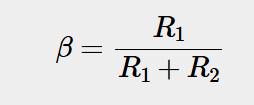 β = R₁ / (R₁ + R₂)